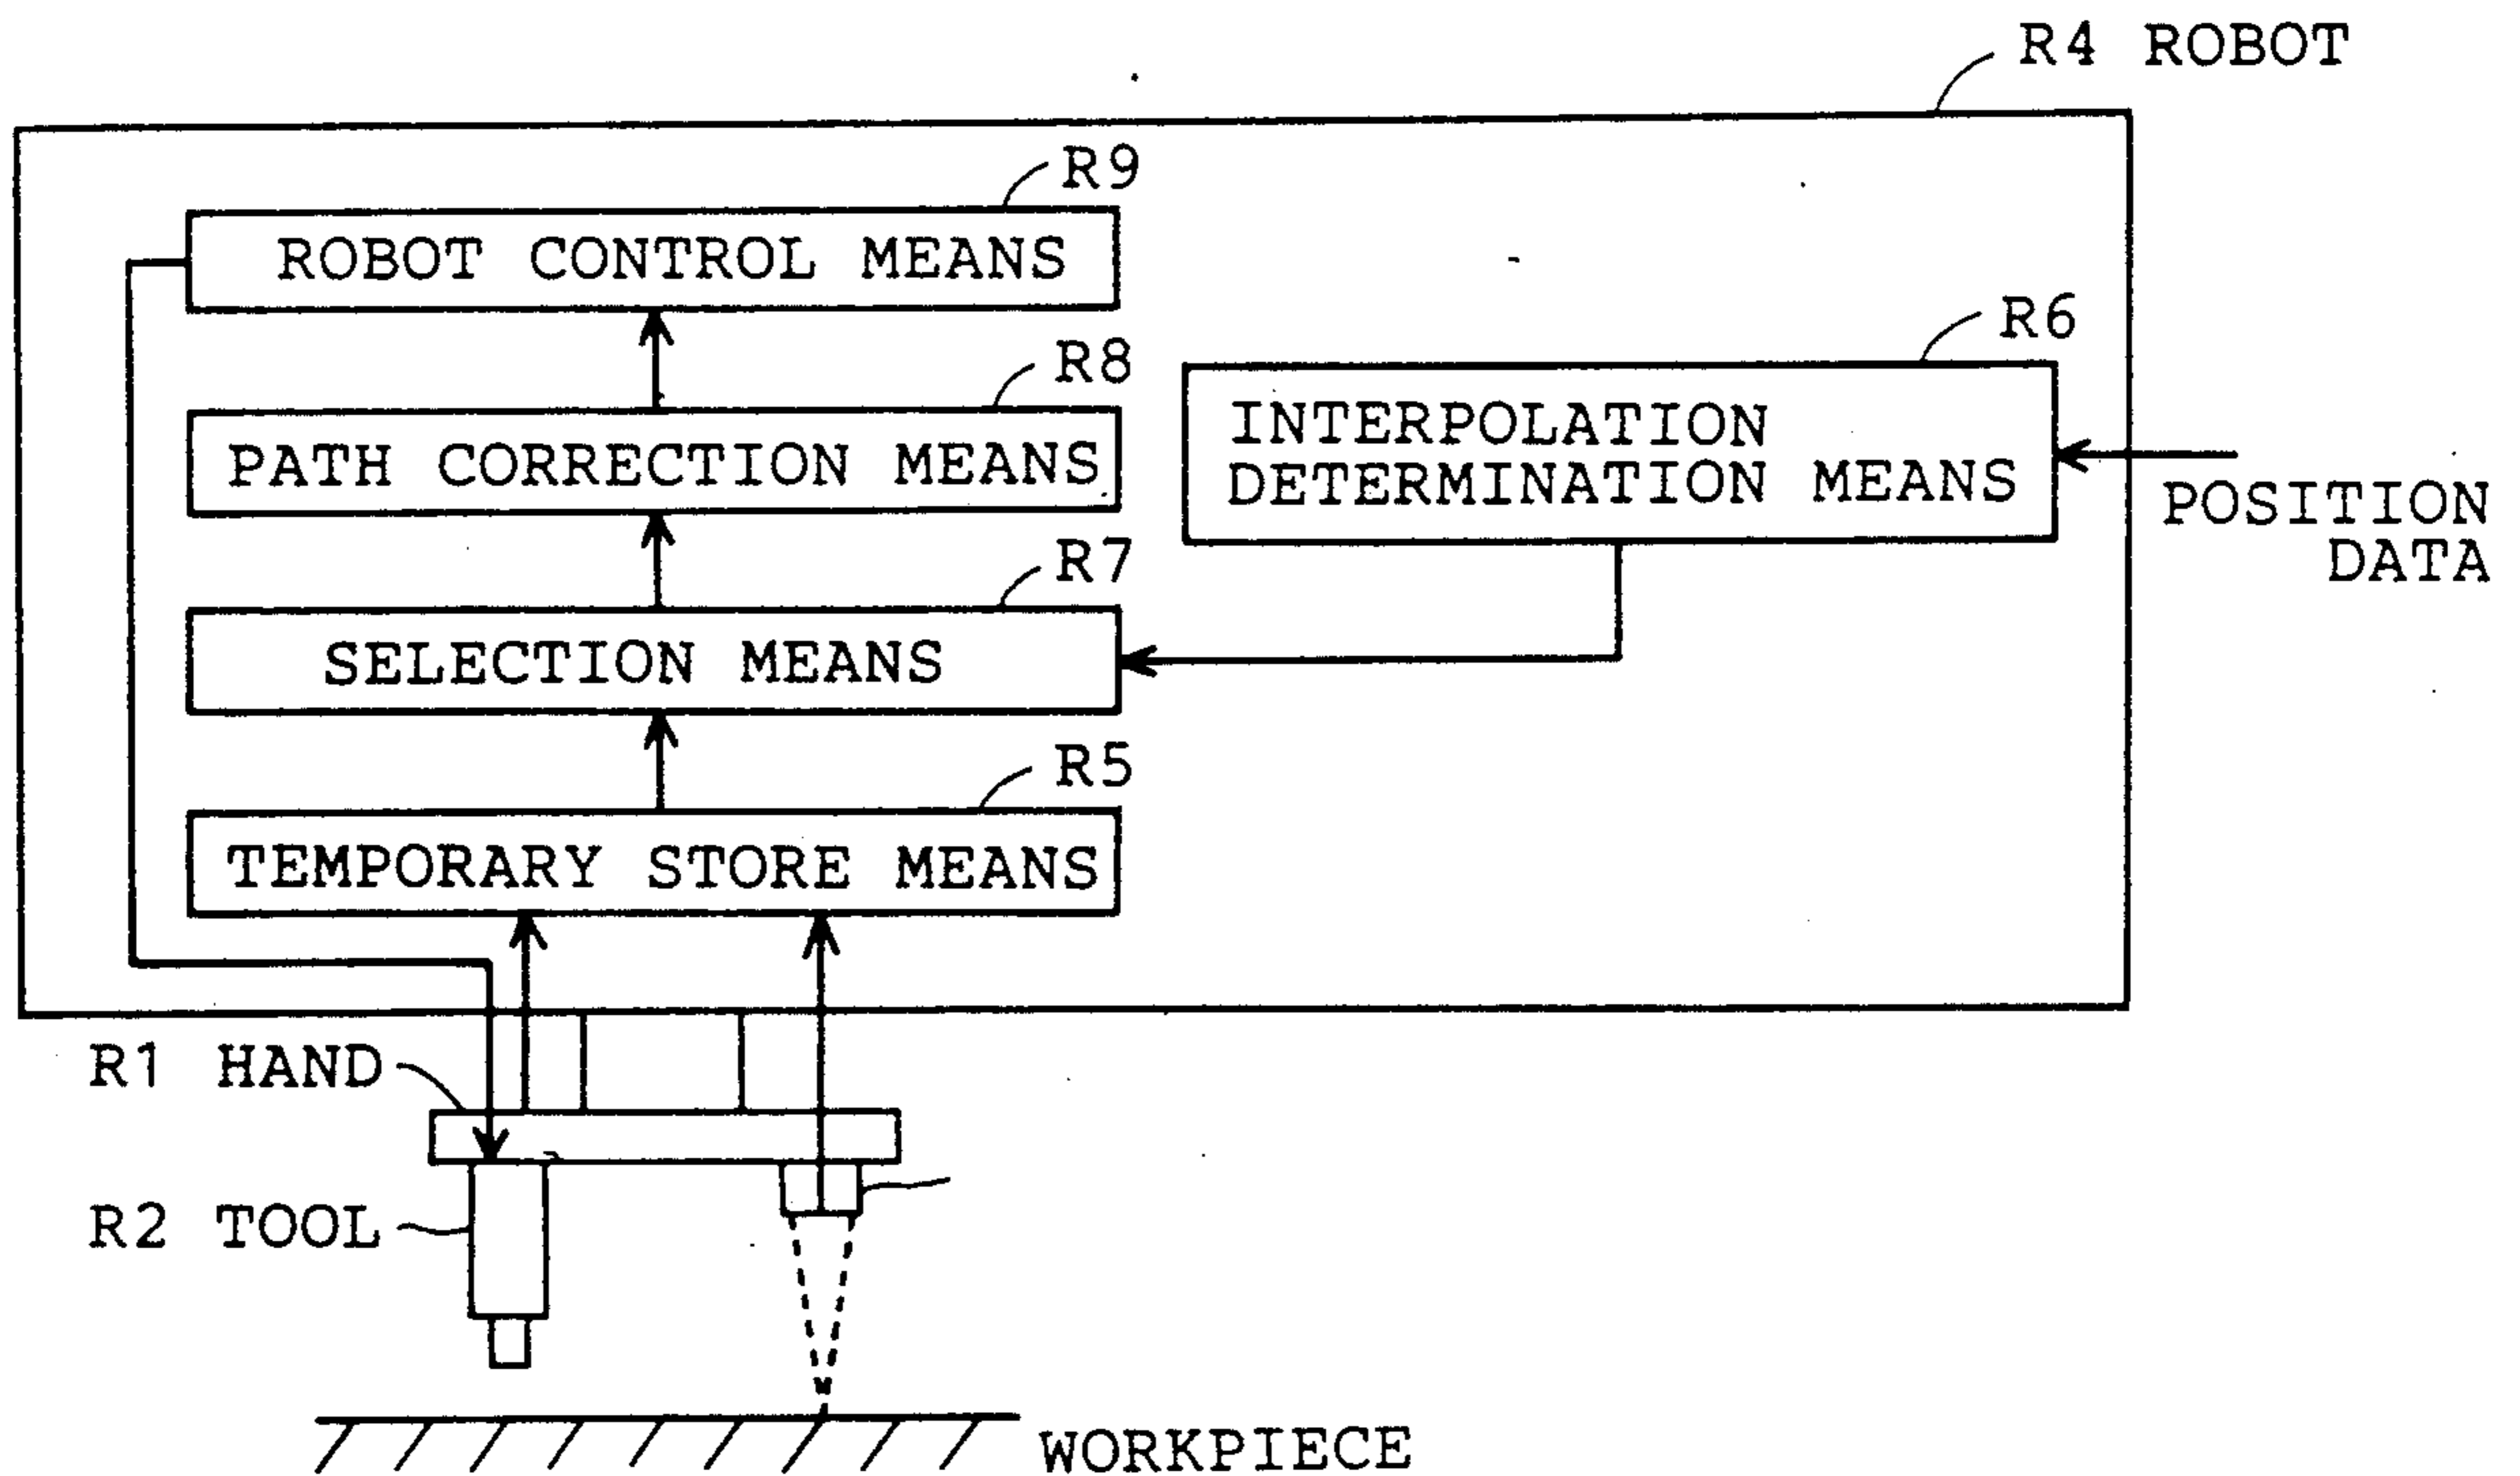 R4 ROBOT
R9
ROBOT CONTROL MEANS
R6
R8
INTERPOLATION
DETERMINATION MEANS
PATH CORRECTION MEANS
POSITION
DATA
R7
SELECTION MEANS
R5
TEMPORARY STORE MEANS
R1 HAND
R2 TOOL
WORKPIECE